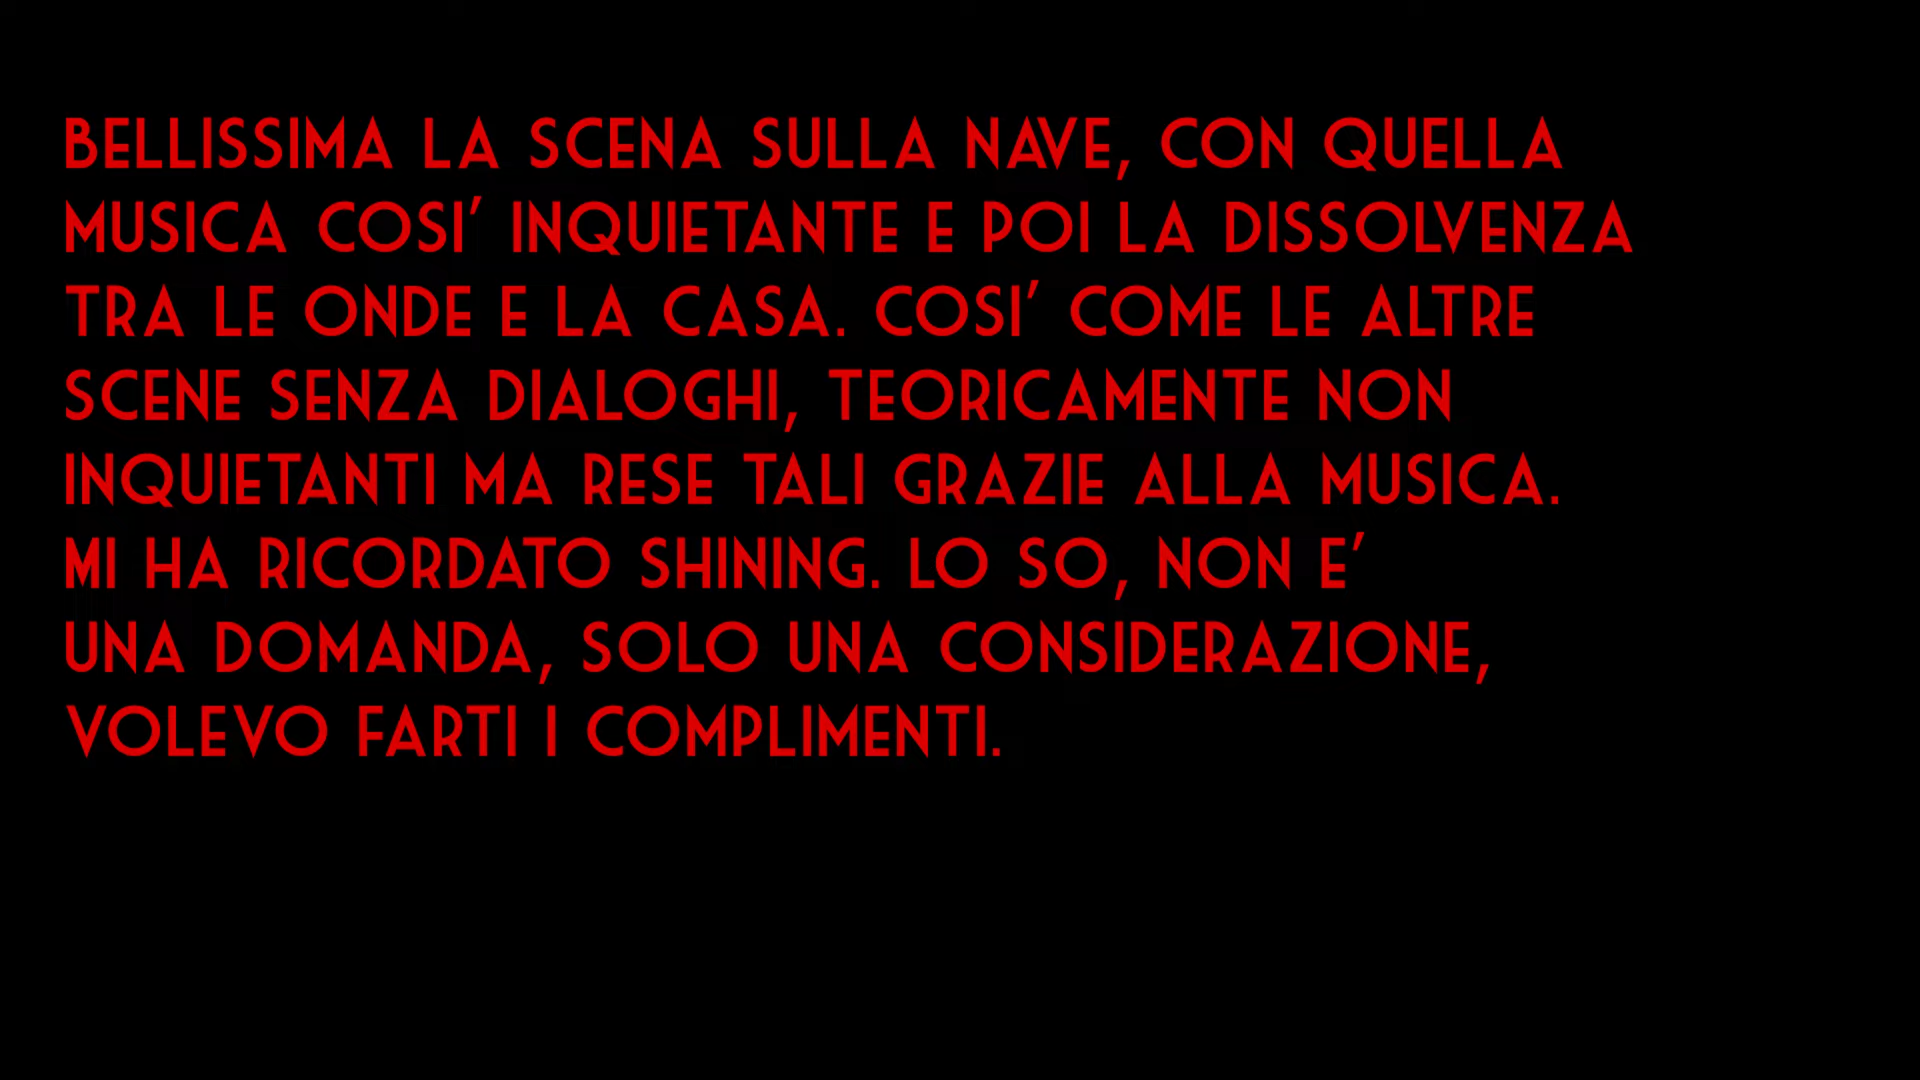 BELLISSIMA LA SCENA SULLA NAVE, CON QUELLA
MUSICA COSI' INQUIETANTE E POI LA DISSOLVENZA
TRA LE ONDE E LA CASA. COSI' COME LE ALTRE
SCENE SENZA DIALOGHI, TEORICAMENTE NON
INQUIETANTI MA RESE TALI GRAZIE ALLA MUSICA.
MI HA RICORDATO SHINING. LO SO, NON E'
UNA DOMANDA, SOLO UNA CONSIDERAZIONE,
VOLEVO FARTI I COMPLIMENTI.